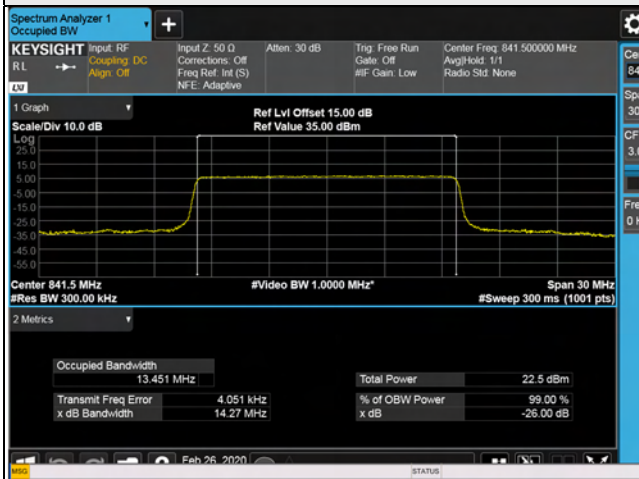 Spectrum Analyzer 1
Occupied BW
KEYSIGHT
RL
LXI
Input: RF
Coupling: DC
Align: Off
Input Z: 50 Ω
Corrections: Off
Freq Ref: Int (S)
NFE: Adaptive
Atten: 30 dB
Trig: Free Run
Gate: Off
#IF Gain: Low
Center Freq: 841.500000 MHz
Avg|Hold: 1/1
Radio Std: None
1 Graph
Scale/Div 10.0 dB
Ref Lvl Offset 15.00 dB
Ref Value 35.00 dBm
Log
25.0
15.0
5.00
-5.00
-15.0
-25.0
-35.0
-45.0
-55.0
Center 841.5 MHz
#Video BW 1.0000 MHz*
Span 30 MHz
#Res BW 300.00 kHz
#Sweep 300 ms (1001 pts)
2 Metrics
Occupied Bandwidth
13.451 MHz
Total Power 22.5 dBm
Transmit Freq Error 4.051 kHz
% of OBW Power 99.00 %
x dB Bandwidth 14.27 MHz
x dB -26.00 dB
Feb 26, 2020
MSG
STATUS